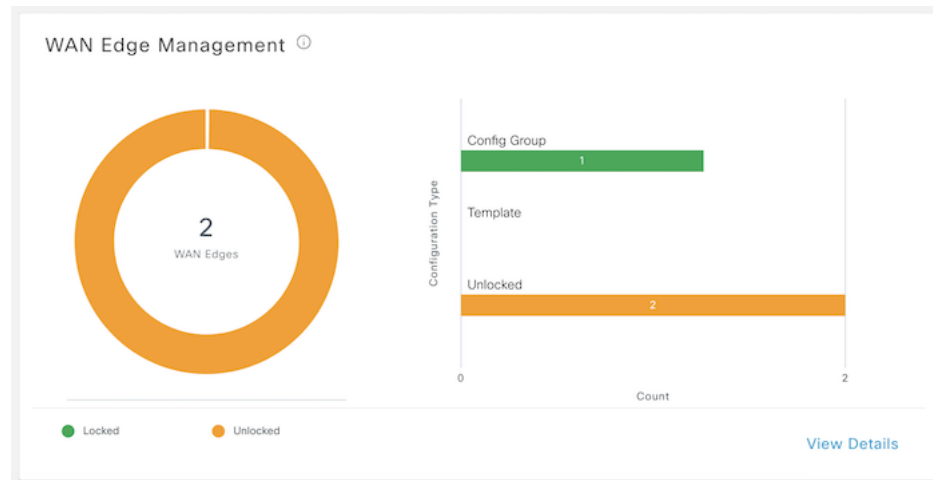 WAN Edge Management
2
WAN Edges
Locked
Unlocked
Configuration Type
Config Group
1
Template
Unlocked
2
0
2
Count
View Details